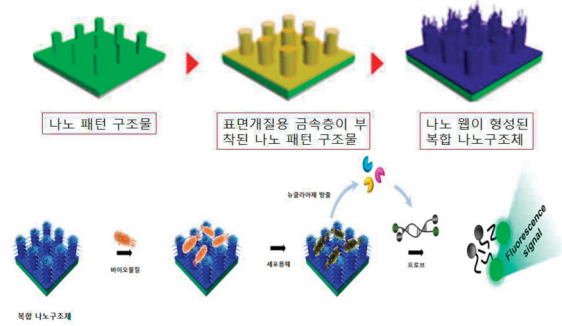 나노 패턴 구조물
표면개질용 금속층이 부
착된 나노 패턴 구조물
나노 웹이 형성된
복합 나노구조체
뉴클라아제 방출
바이오물질
세포용해
프로브
Fluorescence
signal
복합 나노구조체